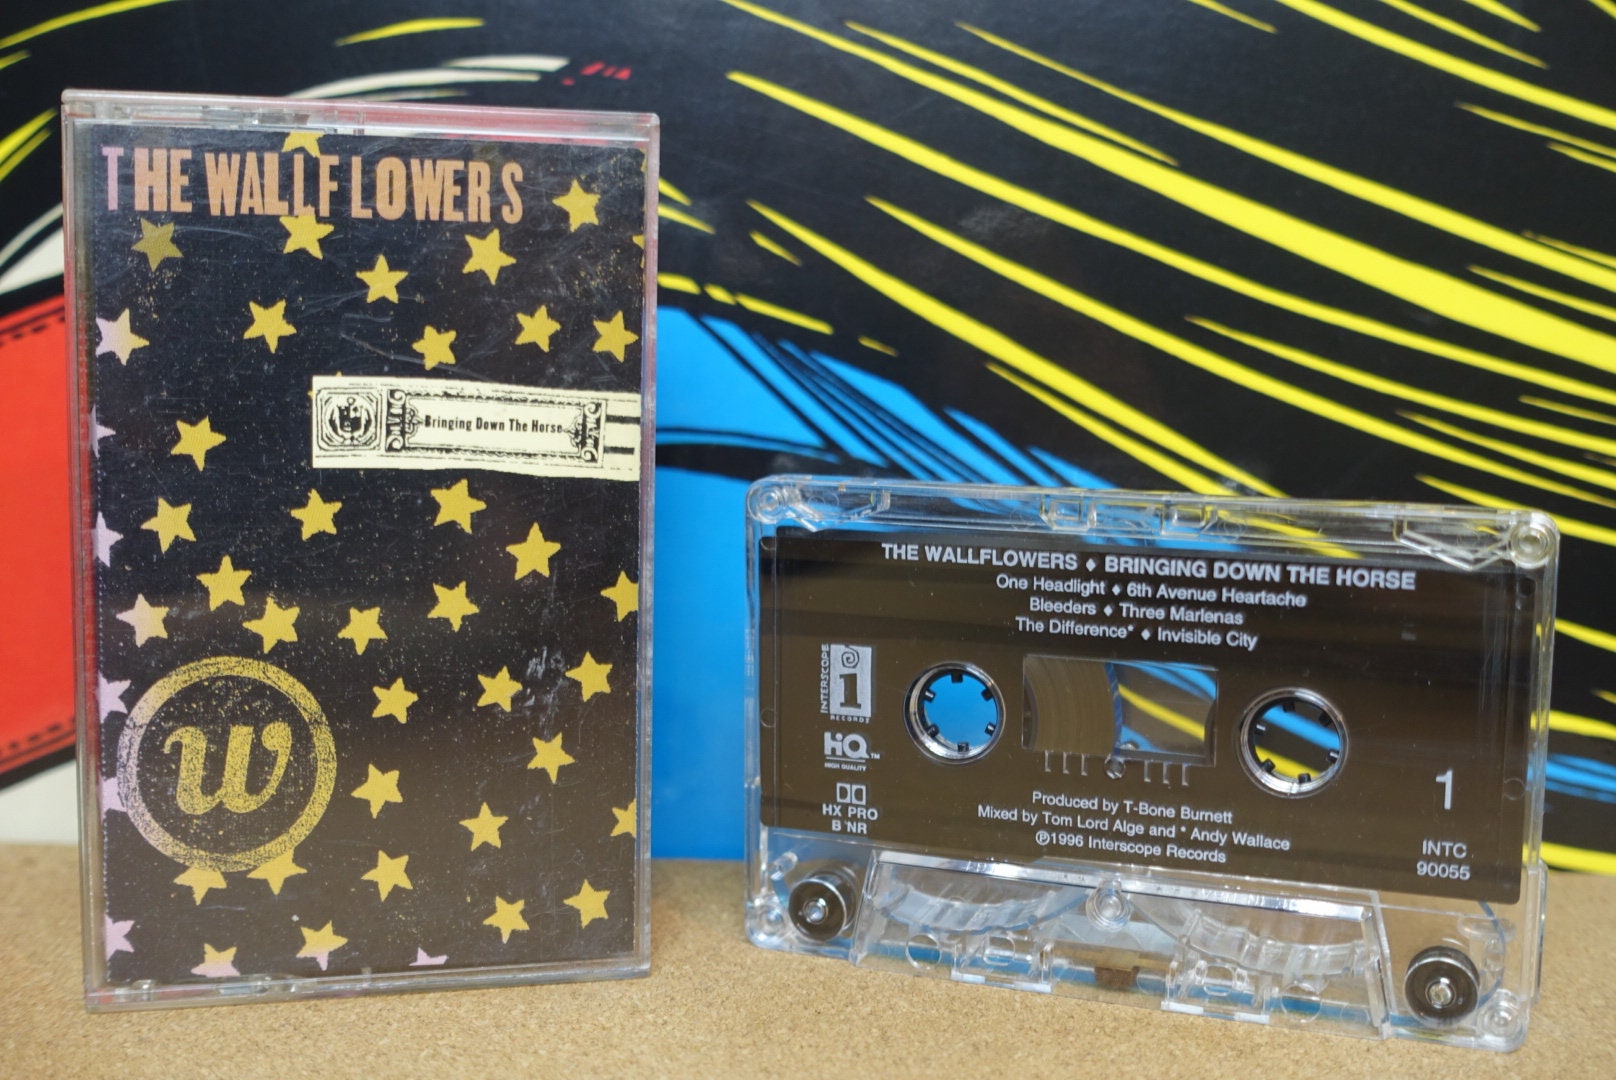 THE WALLFLOWERS
Bringing Down The Horse
w
THE WALLFLOWERS ♦ BRINGING DOWN THE HORSE
One Headlight ♦ 6th Avenue Heartache
Bleeders ♦ Three Marlenas
The Difference* ♦ Invisible City
INTERSCOPE
1
RECORDS
HiQ™
HIGH QUALITY
HX PRO
B NR
Produced by T-Bone Burnett
Mixed by Tom Lord Alge and * Andy Wallace
℗1996 Interscope Records
1
INTC
90055